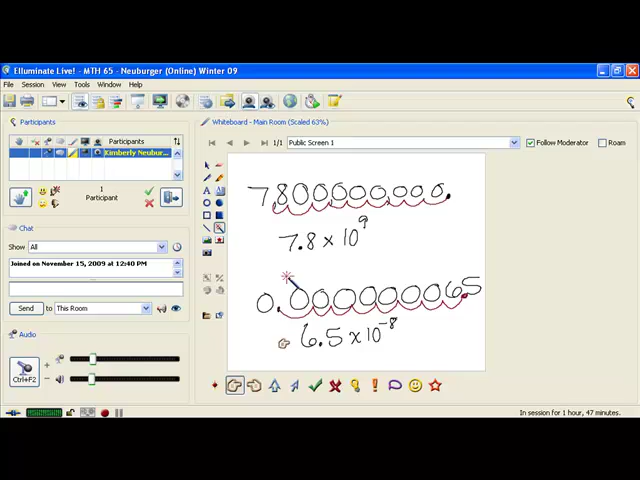 Elluminate Live! - MTH 65 - Neuburger (Online) Winter 09
File Session View Tools Window Help
Participants
Participants
Kimberly Neubur...
1
Participant
Chat
Show All
Joined on November 15, 2009 at 12:40 PM
Send to This Room
Audio
Ctrl+F2
Whiteboard - Main Room (Scaled 63%)
1/1 Public Screen 1 Follow Moderator Roam
7,800,000,000.
7.8 x 10⁹
0.000000065
6.5 x 10⁻⁸
In session for 1 hour, 47 minutes.